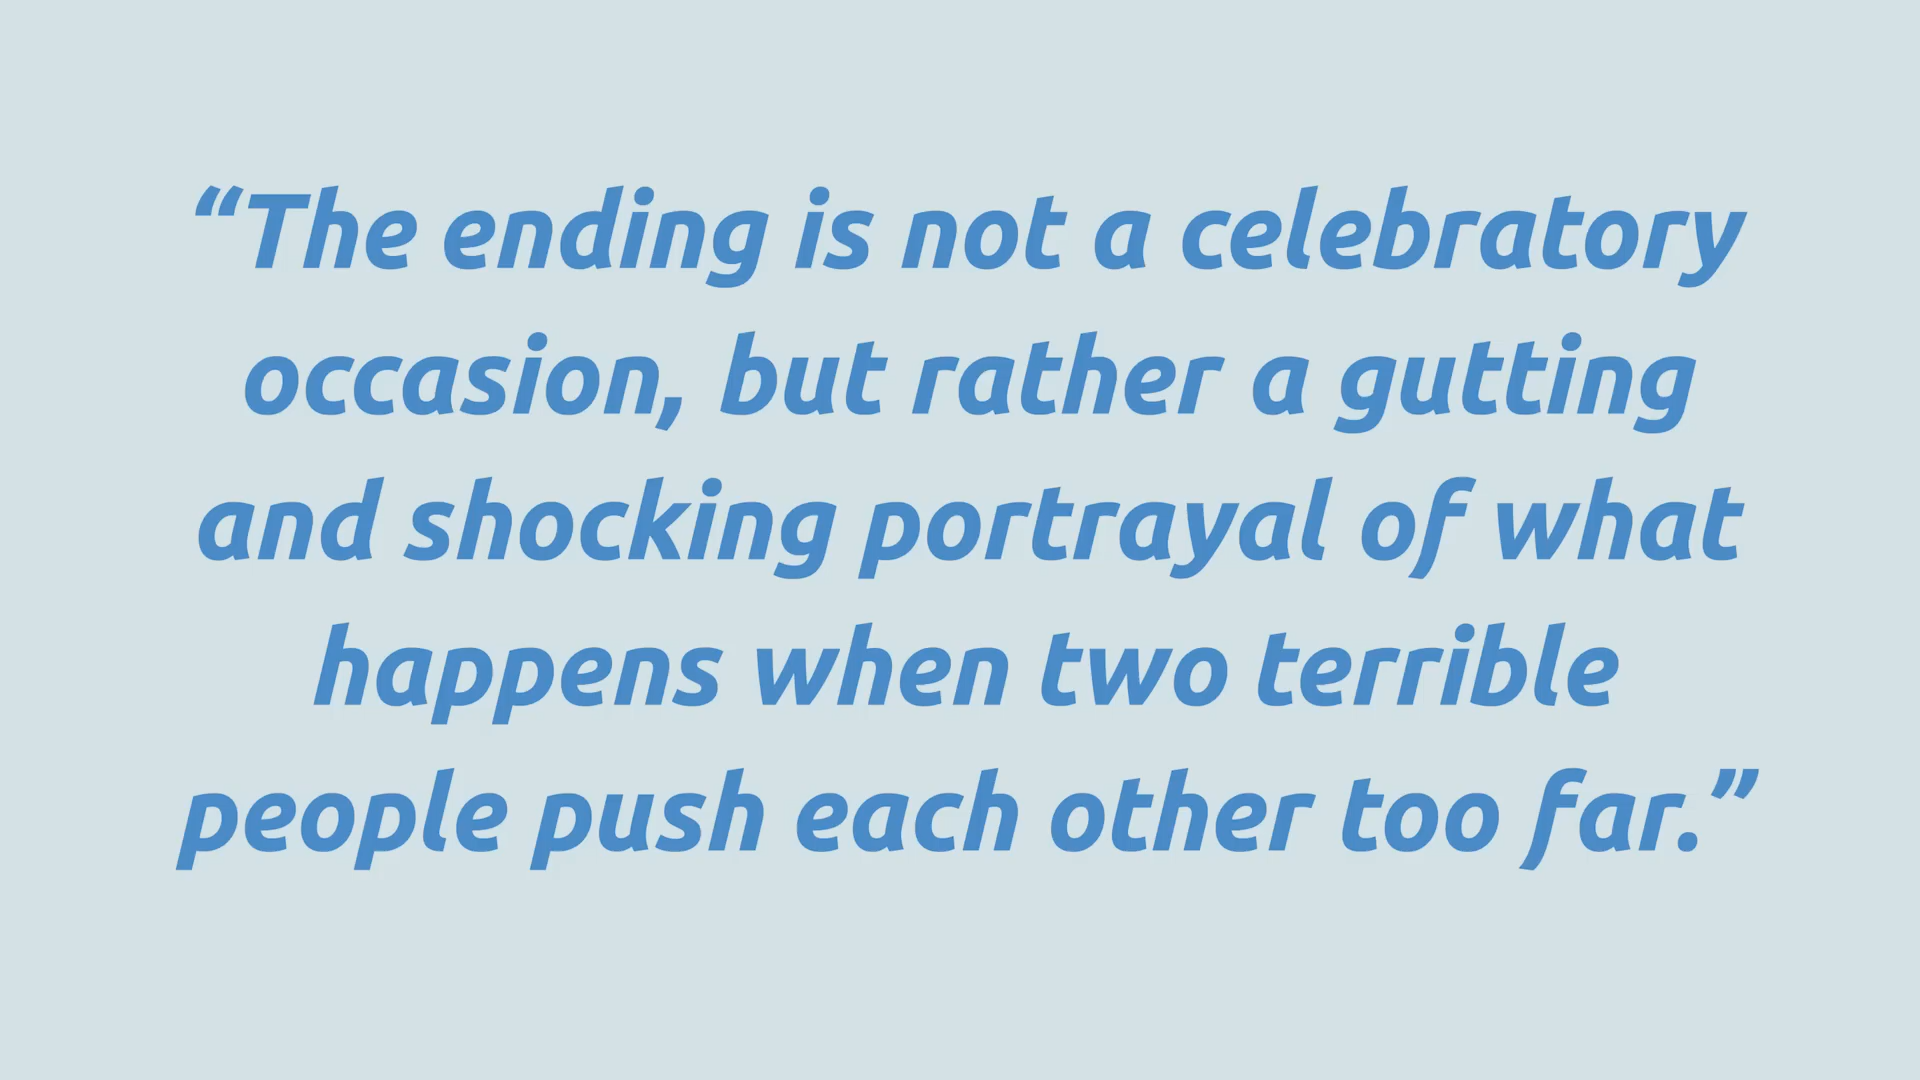 “The ending is not a celebratory
occasion, but rather a gutting
and shocking portrayal of what
happens when two terrible
people push each other too far.”